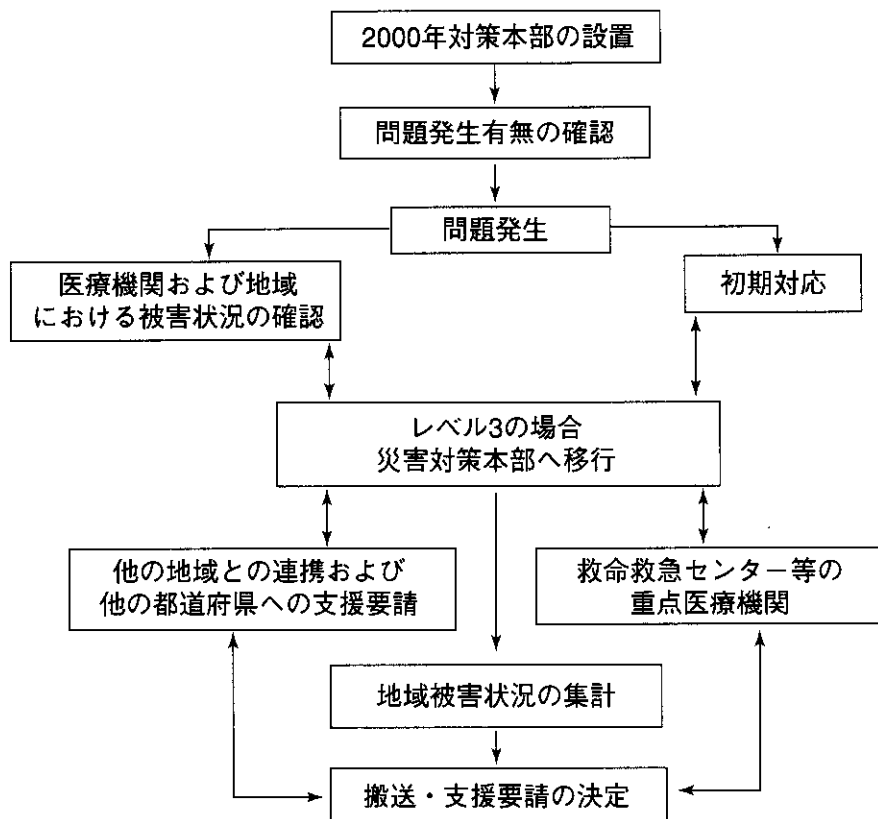 2000年対策本部の設置
問題発生有無の確認
問題発生
医療機関および地域
における被害状況の確認
初期対応
レベル3の場合
災害対策本部へ移行
他の地域との連携および
他の都道府県への支援要請
救命救急センター等の
重点医療機関
地域被害状況の集計
搬送・支援要請の決定